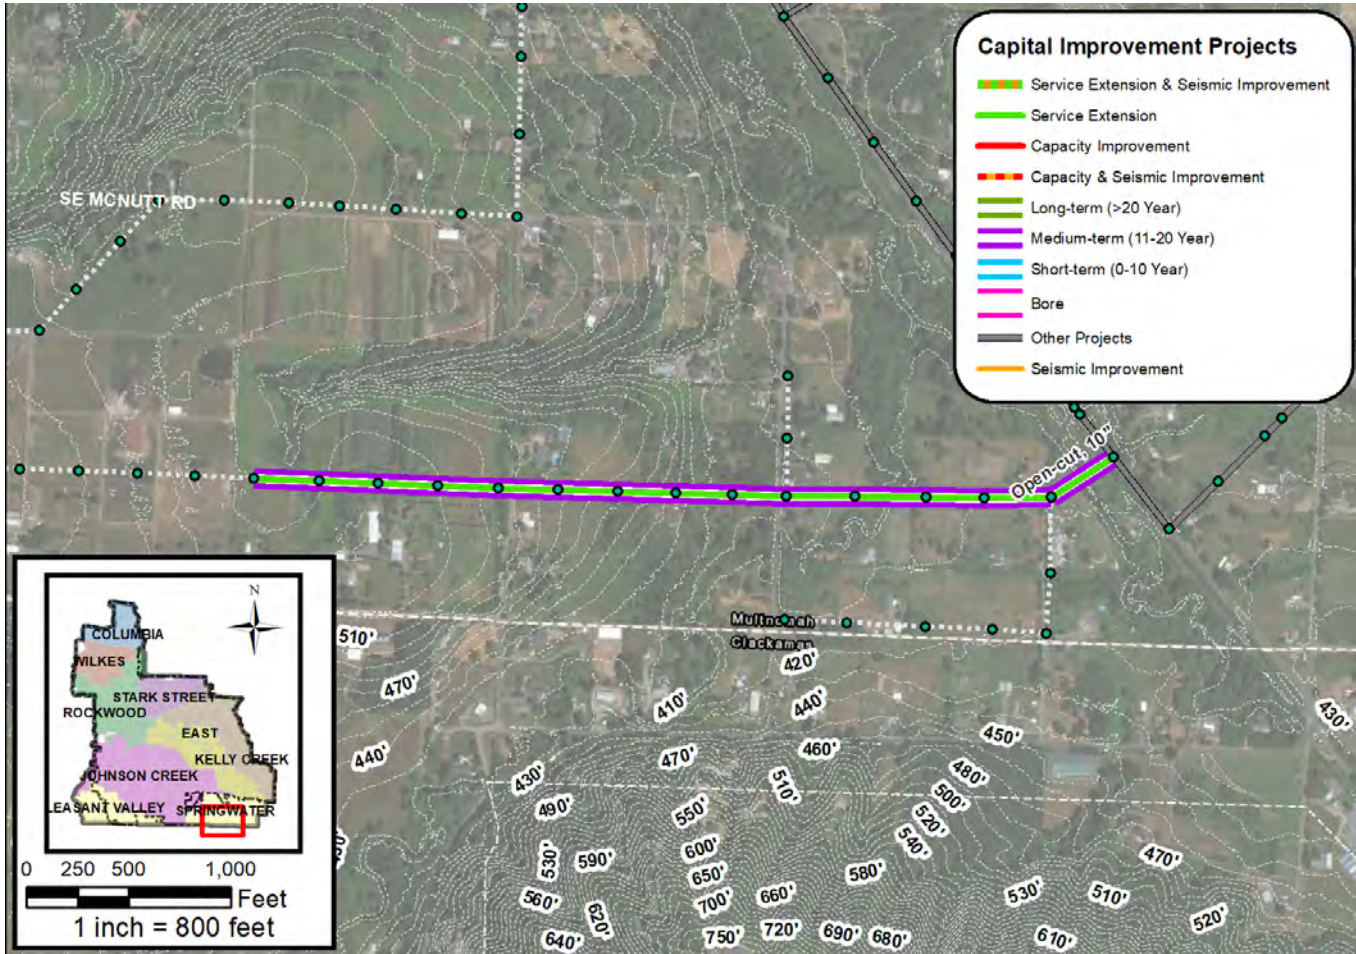 Capital Improvement Projects
Service Extension & Seismic Improvement
Service Extension
Capacity Improvement
Capacity & Seismic Improvement
Long-term (>20 Year)
Medium-term (11-20 Year)
Short-term (0-10 Year)
Bore
Other Projects
Seismic Improvement
SE MCNUTT RD
Open-cut, 10"
Multnomah
Clackamas
510'
420'
470'
410'
440'
430'
450'
440'
470'
460'
430'
480'
510'
500'
490'
550'
520'
540'
600'
470'
530'
590'
650'
580'
560'
700'
660'
530'
510'
620'
520'
640'
750'
720'
690'
680'
610'
N
COLUMBIA
WILKES
STARK STREET
ROCKWOOD
EAST
KELLY CREEK
JOHNSON CREEK
LEASANT VALLEY
SPRINGWATER
0 250 500 1,000
Feet
1 inch = 800 feet